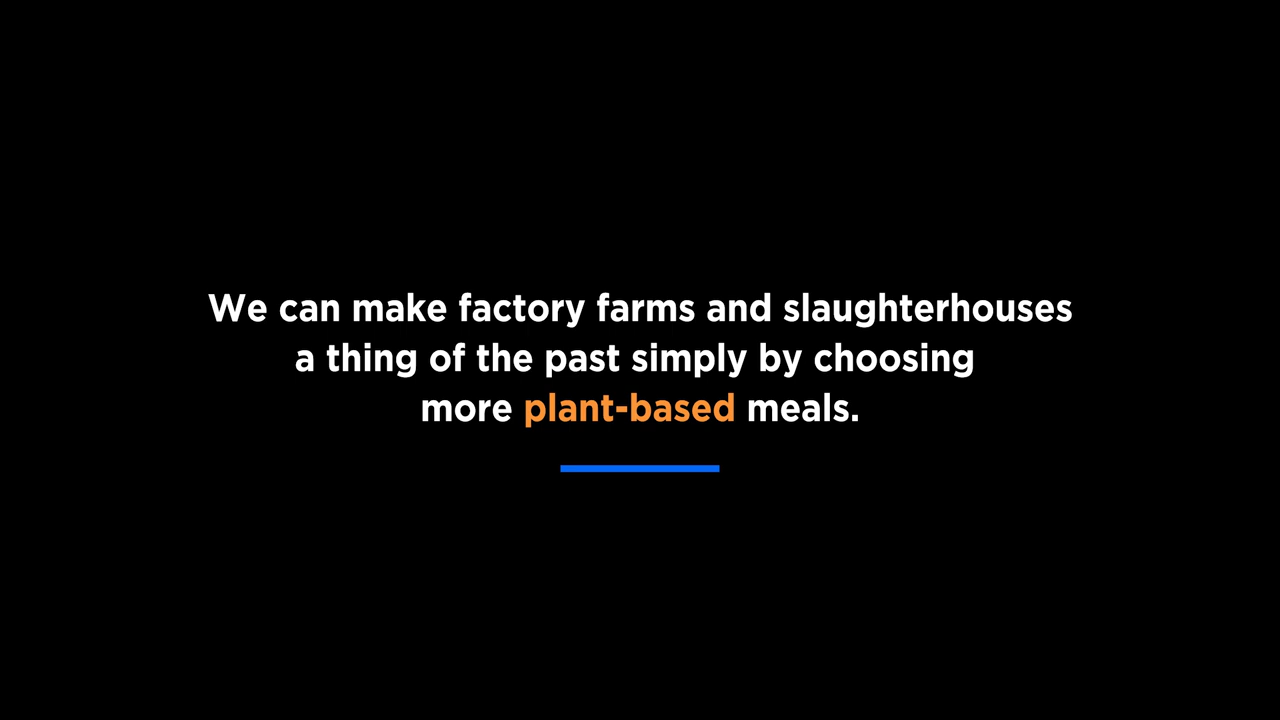 We can make factory farms and slaughterhouses
a thing of the past simply by choosing
more plant-based meals.